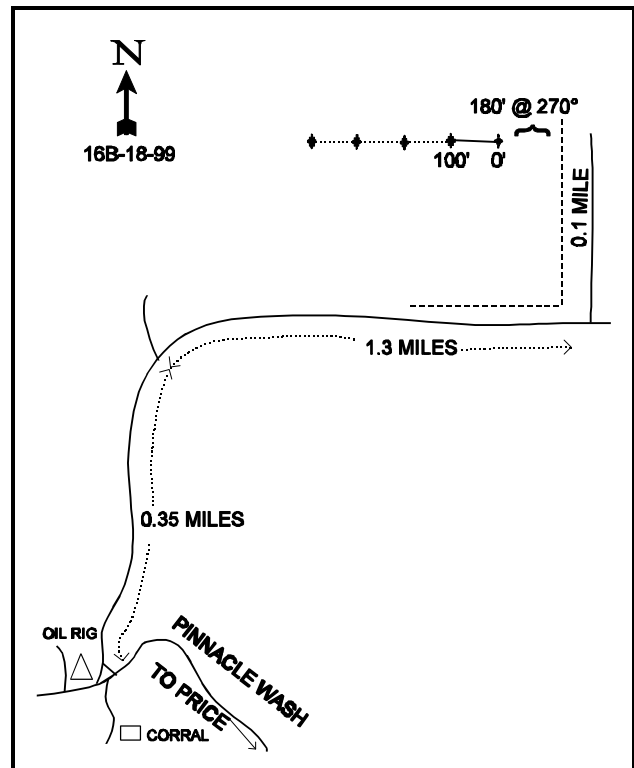 N
16B-18-99
180' @ 270°
100' 0'
0.1 MILE
1.3 MILES
0.35 MILES
OIL RIG
PINNACLE WASH
TO PRICE
CORRAL